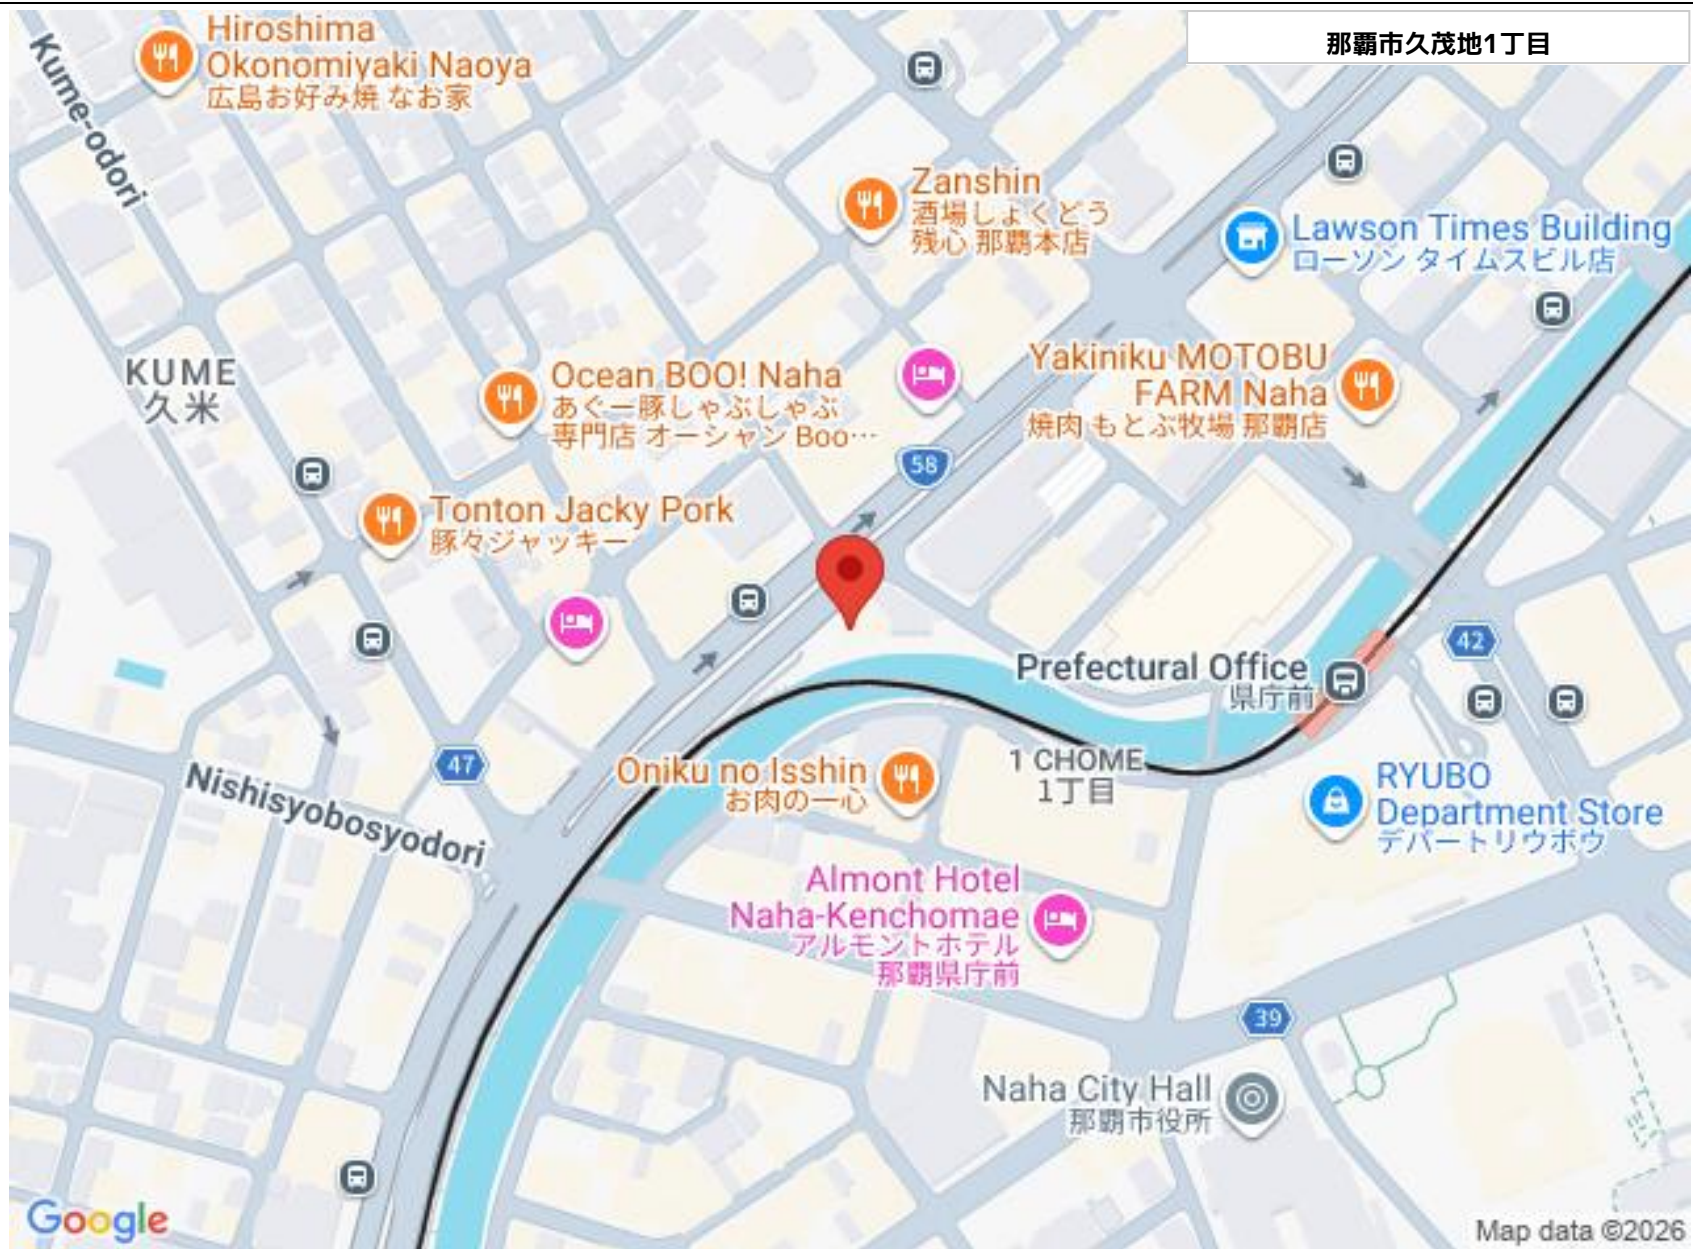 那覇市久茂地1丁目
Hiroshima
Okonomiyaki Naoya
広島お好み焼 なお家
Kume-odori
Zanshin
酒場しょくどう
残心 那覇本店
Lawson Times Building
ローソン タイムスビル店
KUME
久米
Ocean BOO! Naha
あぐー豚しゃぶしゃぶ
専門店 オーシャン Boo…
Yakiniku MOTOBU
FARM Naha
焼肉 もとぶ牧場 那覇店
58
Tonton Jacky Pork
豚々ジャッキー
Prefectural Office
県庁前
42
47
Nishisyobosyodori
Oniku no Isshin
お肉の一心
1 CHOME
1丁目
RYUBO
Department Store
デパートリウボウ
Almont Hotel
Naha-Kenchomae
アルモントホテル
那覇県庁前
39
Naha City Hall
那覇市役所
Google
Map data ©2026